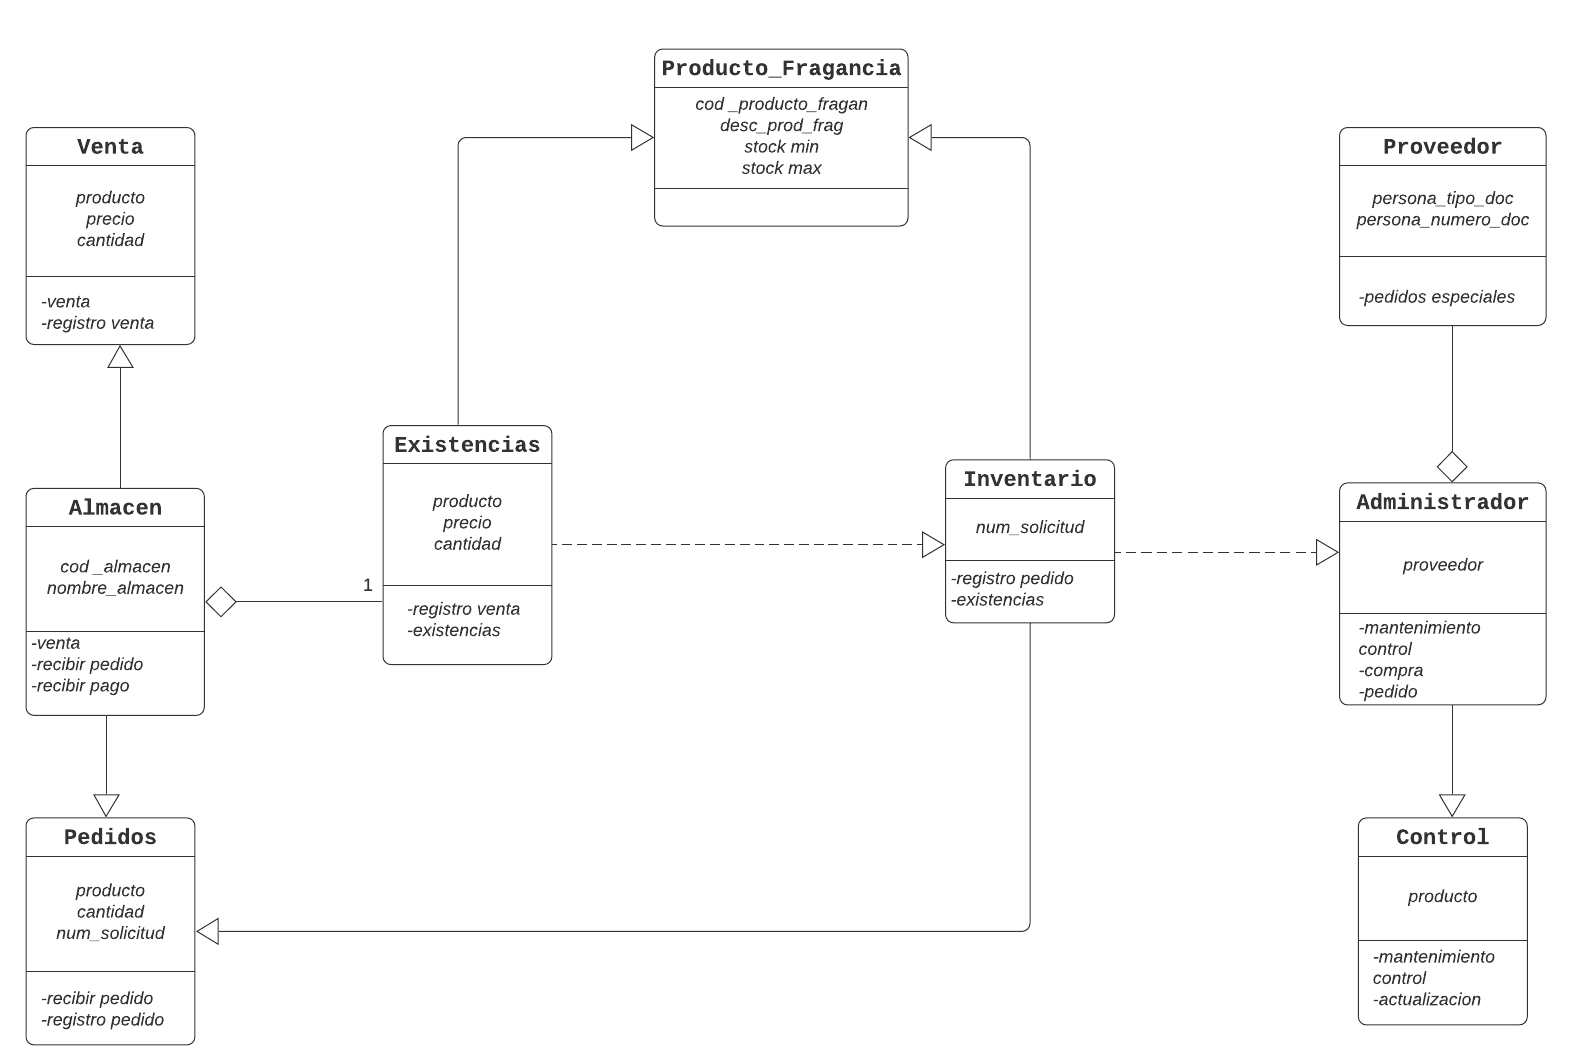 Producto_Fragancia
cod _producto_fragan
desc_prod_frag
stock min
stock max
Venta
producto
precio
cantidad
-venta
-registro venta
Proveedor
persona_tipo_doc
persona_numero_doc
-pedidos especiales
Existencias
producto
precio
cantidad
-registro venta
-existencias
Inventario
num_solicitud
-registro pedido
-existencias
Almacen
cod _almacen
nombre_almacen
-venta
-recibir pedido
-recibir pago
1
Administrador
proveedor
-mantenimiento
control
-compra
-pedido
Pedidos
producto
cantidad
num_solicitud
-recibir pedido
-registro pedido
Control
producto
-mantenimiento
control
-actualizacion